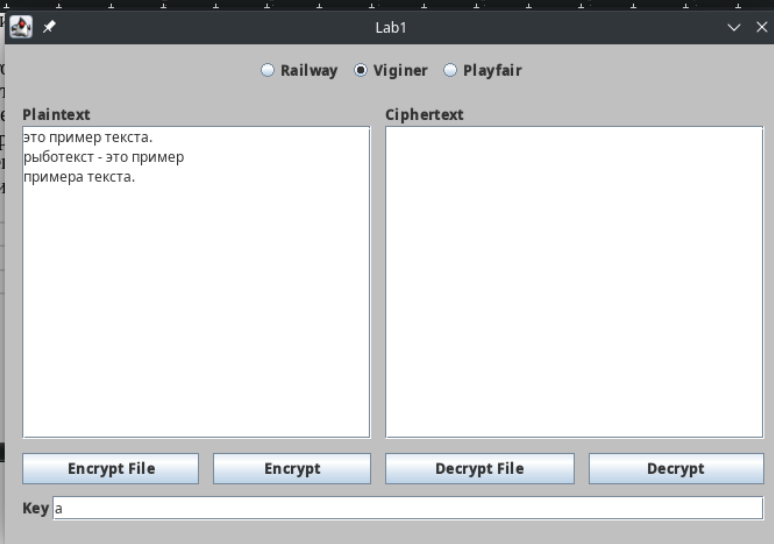 Lab1
Railway Viginer Playfair
Plaintext Ciphertext
это пример текста.
рыботекст - это пример
примера текста.
Encrypt File Encrypt Decrypt File Decrypt
Key а